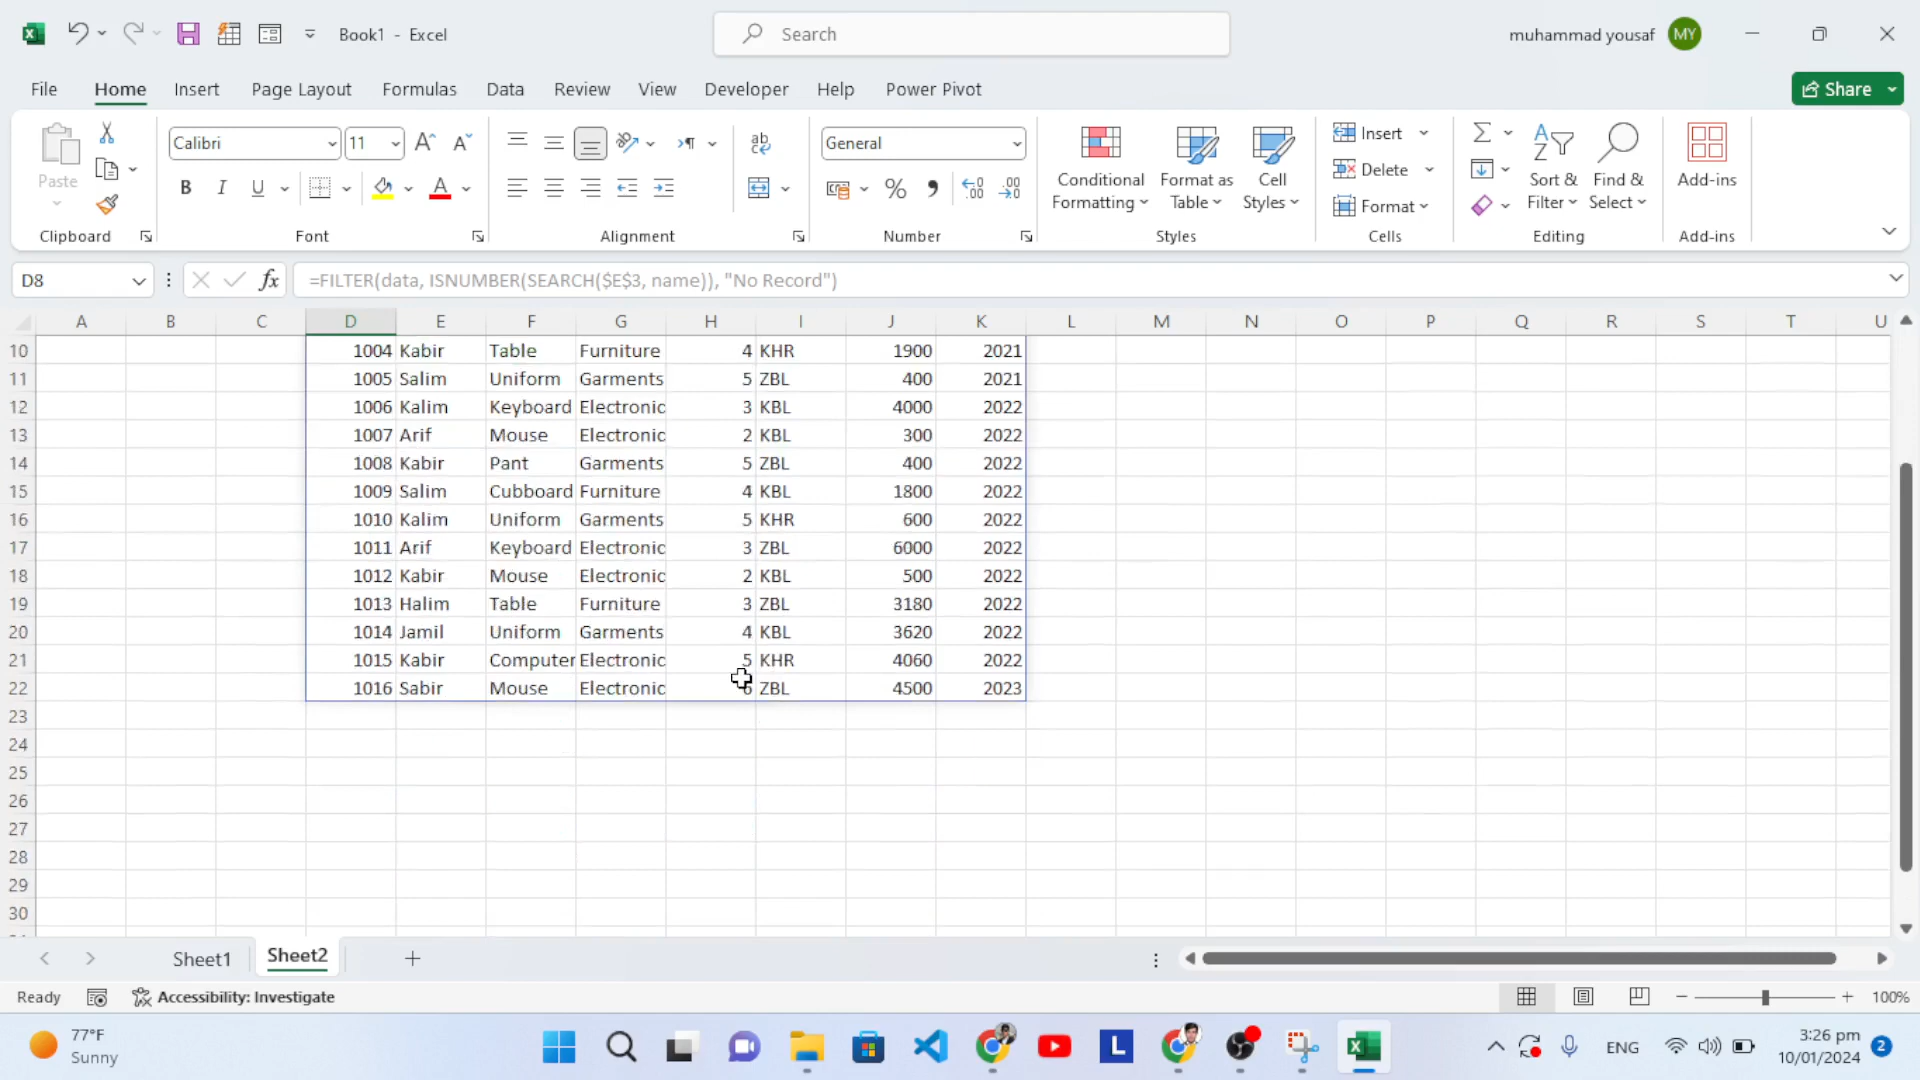 Book1 - Excel
Search
muhammad yousaf MY
File Home Insert Page Layout Formulas Data Review View Developer Help Power Pivot
Share
Paste
Calibri 11
B I U
General
Conditional Formatting
Format as Table
Cell Styles
Insert
Delete
Format
Sort & Filter
Find & Select
Add-ins
Clipboard Font Alignment Number Styles Cells Editing Add-ins
D8 fx =FILTER(data, ISNUMBER(SEARCH($E$3, name)), "No Record")
A B C D E F G H I J K L M N O P Q R S T U
10 1004 Kabir Table Furniture 4 KHR 1900 2021
11 1005 Salim Uniform Garments 5 ZBL 400 2021
12 1006 Kalim Keyboard Electronic 3 KBL 4000 2022
13 1007 Arif Mouse Electronic 2 KBL 300 2022
14 1008 Kabir Pant Garments 5 ZBL 400 2022
15 1009 Salim Cubboard Furniture 4 KBL 1800 2022
16 1010 Kalim Uniform Garments 5 KHR 600 2022
17 1011 Arif Keyboard Electronic 3 ZBL 6000 2022
18 1012 Kabir Mouse Electronic 2 KBL 500 2022
19 1013 Halim Table Furniture 3 ZBL 3180 2022
20 1014 Jamil Uniform Garments 4 KBL 3620 2022
21 1015 Kabir Computer Electronic 5 KHR 4060 2022
22 1016 Sabir Mouse Electronic 6 ZBL 4500 2023
23
24
25
26
27
28
29
30
Sheet1 Sheet2
Ready Accessibility: Investigate 100%
77°F
Sunny
L
ENG
3:26 pm
10/01/2024
2